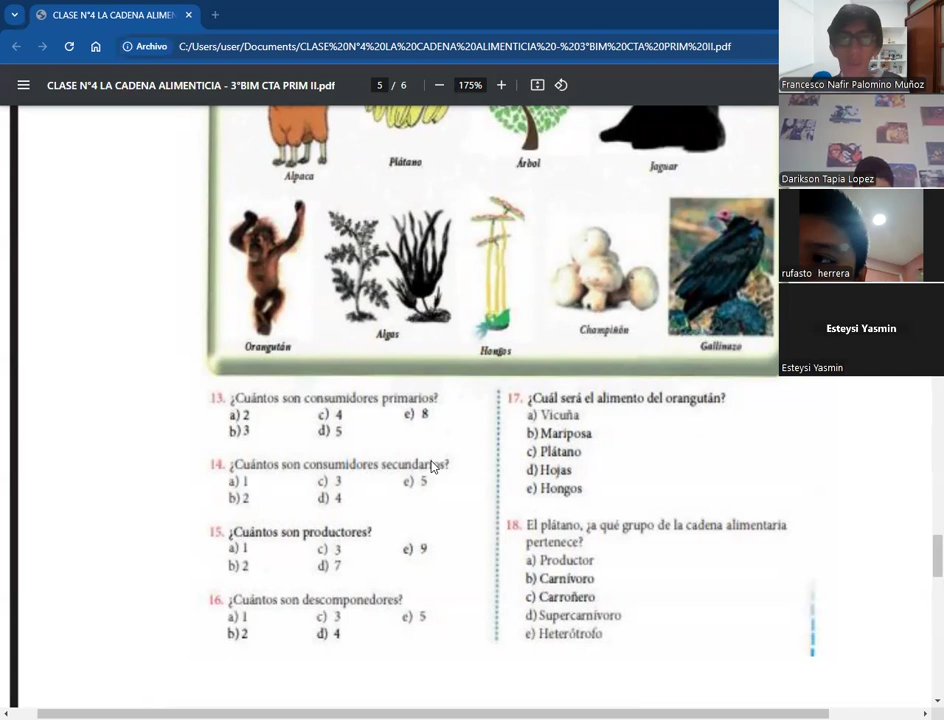 CLASE N°4 LA CADENA ALIMEN
Archivo
C:/Users/user/Documents/CLASE%20N°4%20LA%20CADENA%20ALIMENTICIA%20-%203°BIM%20CTA%20PRIM%20II.pdf
CLASE N°4 LA CADENA ALIMENTICIA - 3°BIM CTA PRIM II.pdf
5 / 6
175%
Francesco Nafir Palomino Muñoz
Darikson Tapia Lopez
rufasto herrera
Esteysi Yasmin
Esteysi Yasmin
Alpaca
Plátano
Árbol
Jaguar
Orangután
Algas
Hongos
Champiñón
Gallinazo
13. ¿Cuántos son consumidores primarios?
a) 2 c) 4 e) 8
b) 3 d) 5
14. ¿Cuántos son consumidores secundarios?
a) 1 c) 3 e) 5
b) 2 d) 4
15. ¿Cuántos son productores?
a) 1 c) 3 e) 9
b) 2 d) 7
16. ¿Cuántos son descomponedores?
a) 1 c) 3 e) 5
b) 2 d) 4
17. ¿Cuál será el alimento del orangután?
a) Vicuña
b) Mariposa
c) Plátano
d) Hojas
e) Hongos
18. El plátano, ¿a qué grupo de la cadena alimentaria
pertenece?
a) Productor
b) Carnívoro
c) Carroñero
d) Supercarnívoro
e) Heterótrofo